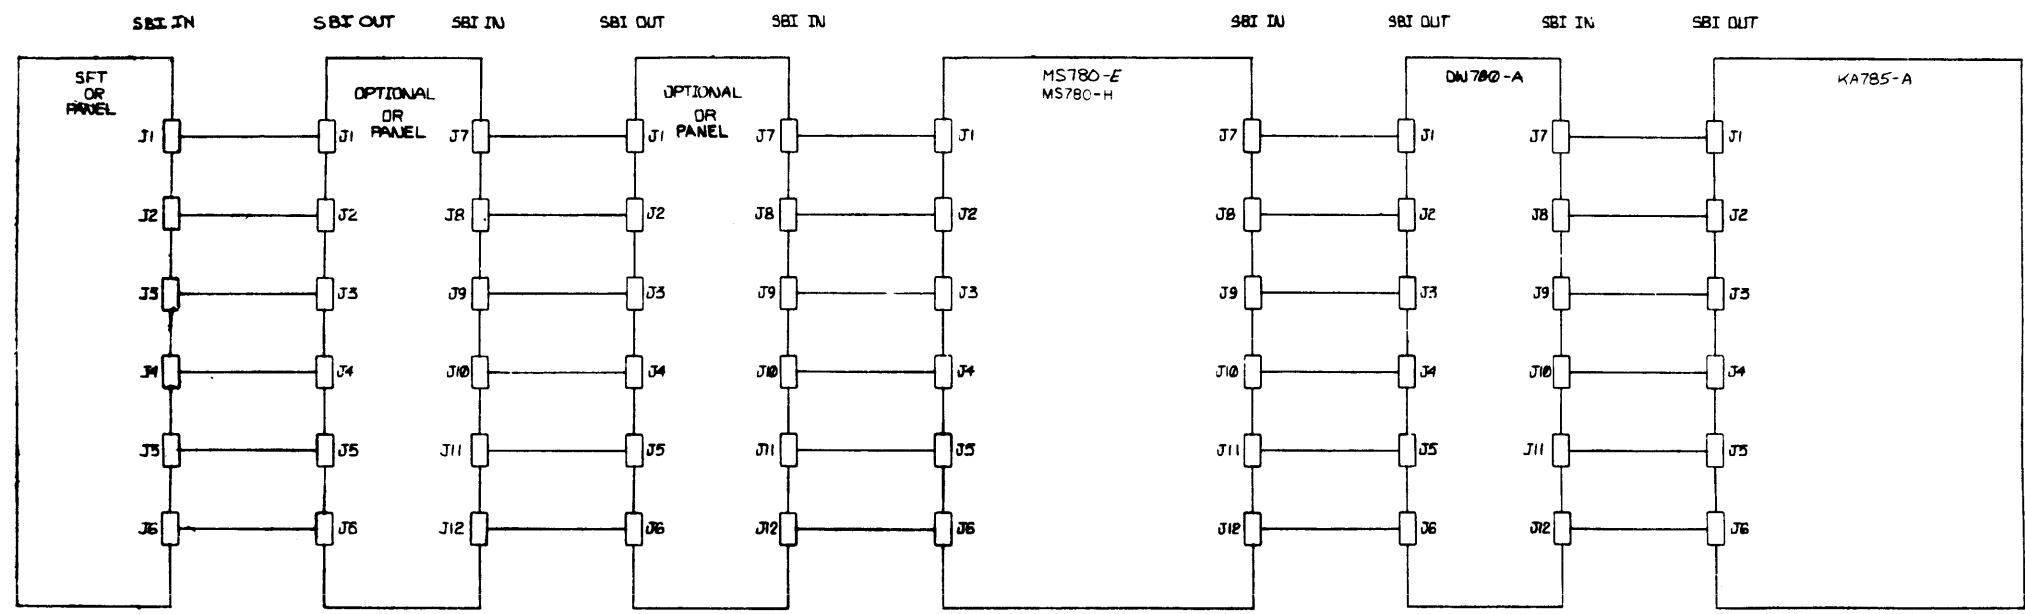 SBI IN SBI OUT SBI IN SBI OUT SBI IN SBI IN SBI OUT SBI IN SBI OUT
SFT
OR
PANEL
OPTIONAL
OR
PANEL
OPTIONAL
OR
PANEL
MS780-E
MS780-H
DW780-A
KA785-A
J1 J1 J7 J1 J7 J1 J7 J1 J7 J1
J2 J2 J8 J2 J8 J2 J8 J2 J8 J2
J3 J3 J9 J3 J9 J3 J9 J3 J9 J3
J4 J4 J10 J4 J10 J4 J10 J4 J10 J4
J5 J5 J11 J5 J11 J5 J11 J5 J11 J5
J6 J6 J12 J6 J12 J6 J12 J6 J12 J6